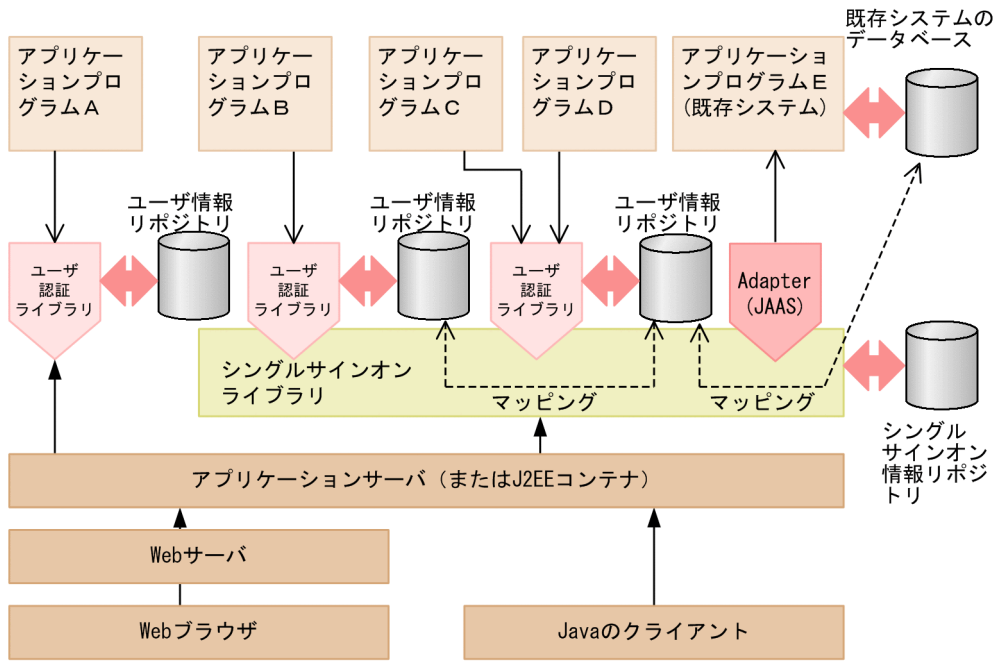 既存システムの
データベース
アプリケー
ションプロ
グラムA
アプリケー
ションプロ
グラムB
アプリケー
ションプロ
グラムC
アプリケー
ションプロ
グラムD
アプリケーショ
ンプログラムE
(既存システム)
ユーザ情報
リポジトリ
ユーザ情報
リポジトリ
ユーザ情報
リポジトリ
ユーザ
認証
ライブラリ
ユーザ
認証
ライブラリ
ユーザ
認証
ライブラリ
Adapter
(JAAS)
シングルサインオン
ライブラリ
マッピング
マッピング
シングル
サインオン
情報リポジ
トリ
アプリケーションサーバ（またはJ2EEコンテナ）
Webサーバ
Webブラウザ
Javaのクライアント